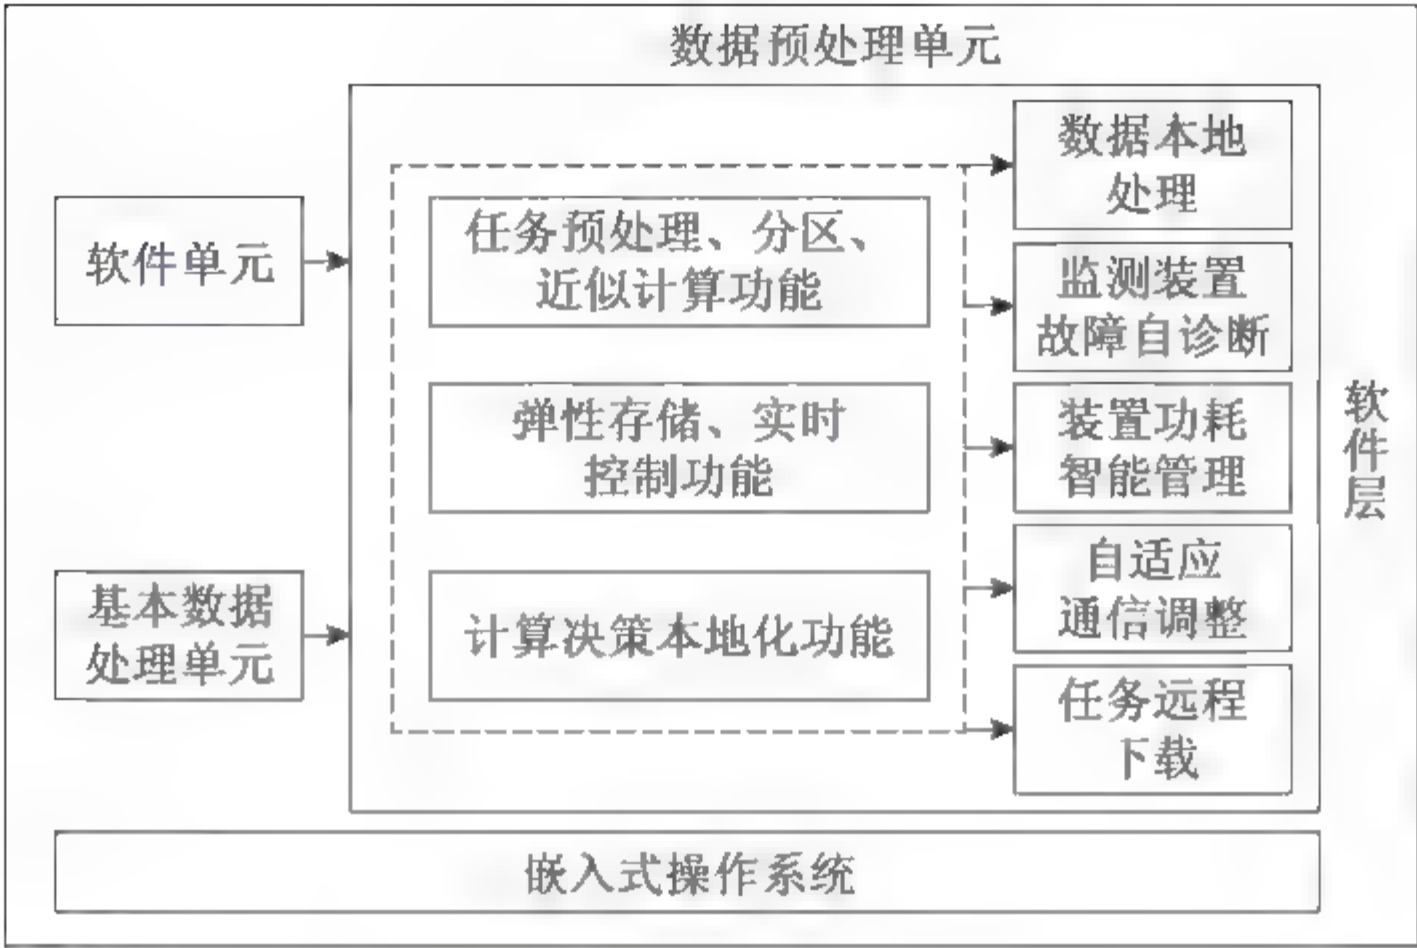 数据预处理单元
软件单元
基本数据
处理单元
任务预处理、分区、
近似计算功能
弹性存储、实时
控制功能
计算决策本地化功能
数据本地
处理
监测装置
故障自诊断
装置功耗
智能管理
自适应
通信调整
任务远程
下载
软件层
嵌入式操作系统